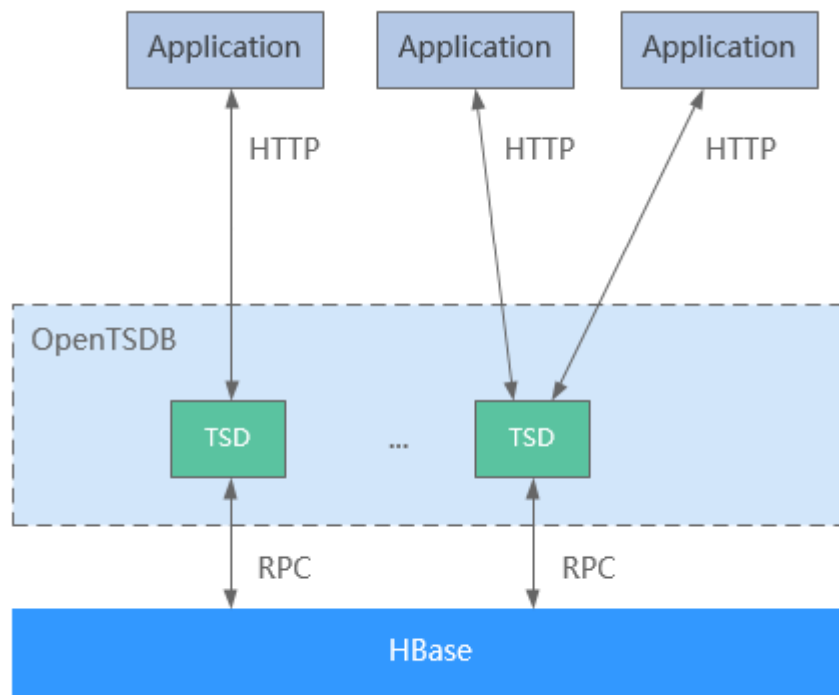 Application
Application
Application
HTTP
HTTP
HTTP
OpenTSDB
TSD
...
TSD
RPC
RPC
HBase